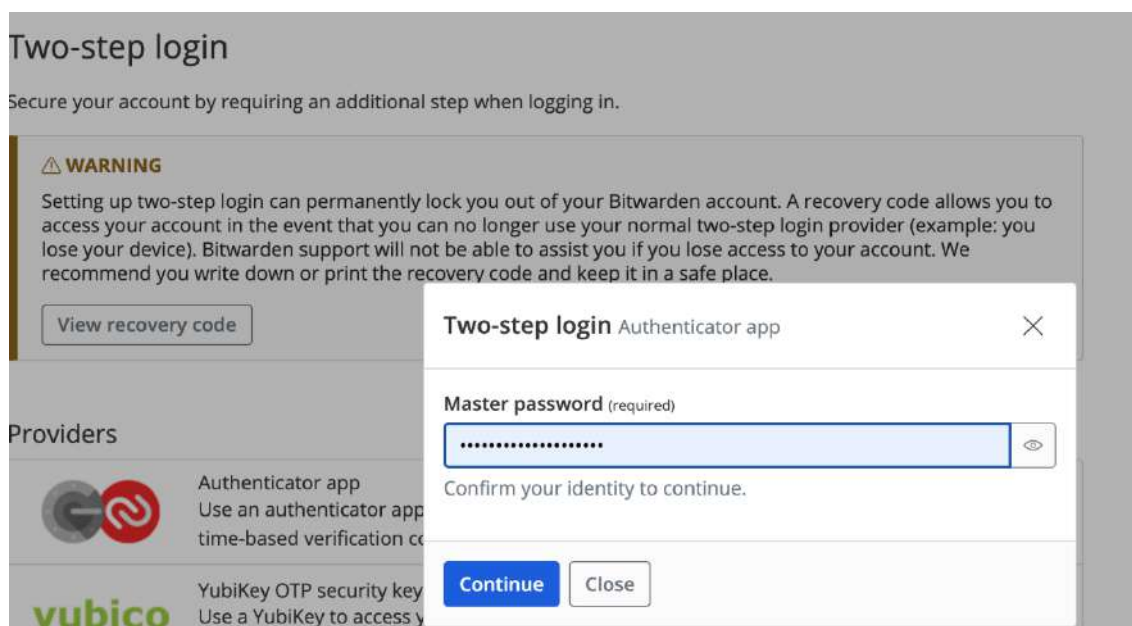 Two-step login
Secure your account by requiring an additional step when logging in.
WARNING
Setting up two-step login can permanently lock you out of your Bitwarden account. A recovery code allows you to
access your account in the event that you can no longer use your normal two-step login provider (example: you
lose your device). Bitwarden support will not be able to assist you if you lose access to your account. We
recommend you write down or print the recovery code and keep it in a safe place.
View recovery code
Two-step login Authenticator app
Master password (required)
Confirm your identity to continue.
Continue
Close
Providers
Authenticator app
Use an authenticator app
time-based verification
yubico
YubiKey OTP security key
Use a YubiKey to access